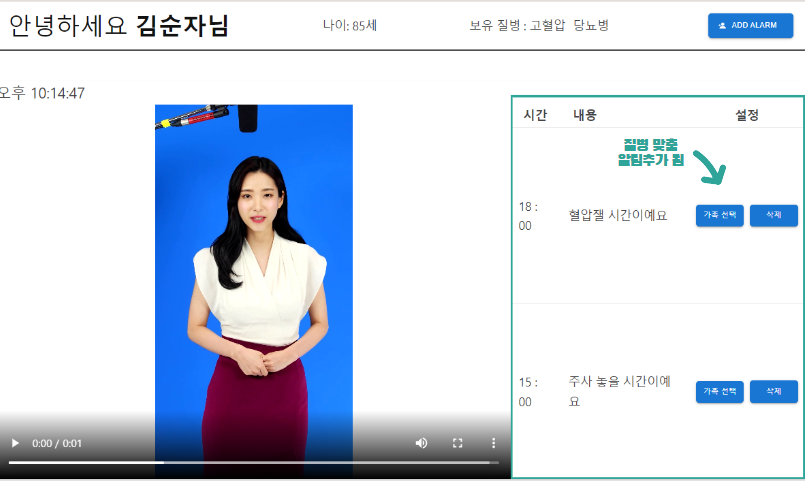 안녕하세요 김순자님
나이: 85세
보유 질병 : 고혈압 당뇨병
ADD ALARM
오후 10:14:47
시간 내용 설정
질병 맞춤
알림추가 됨
18 :
00
혈압잴 시간이예요
가족 선택 삭제
15 :
00
주사 놓을 시간이예
요
가족 선택 삭제
0:00 / 0:01